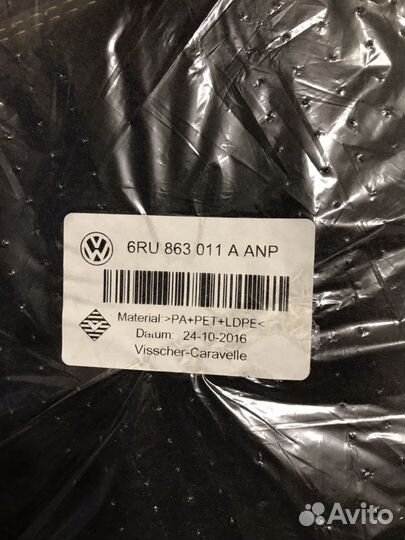 6RU 863 011 A ANP
Material:>PA+PET+LDPE<
Datum: 24-10-2016
Visscher-Caravelle
Avito